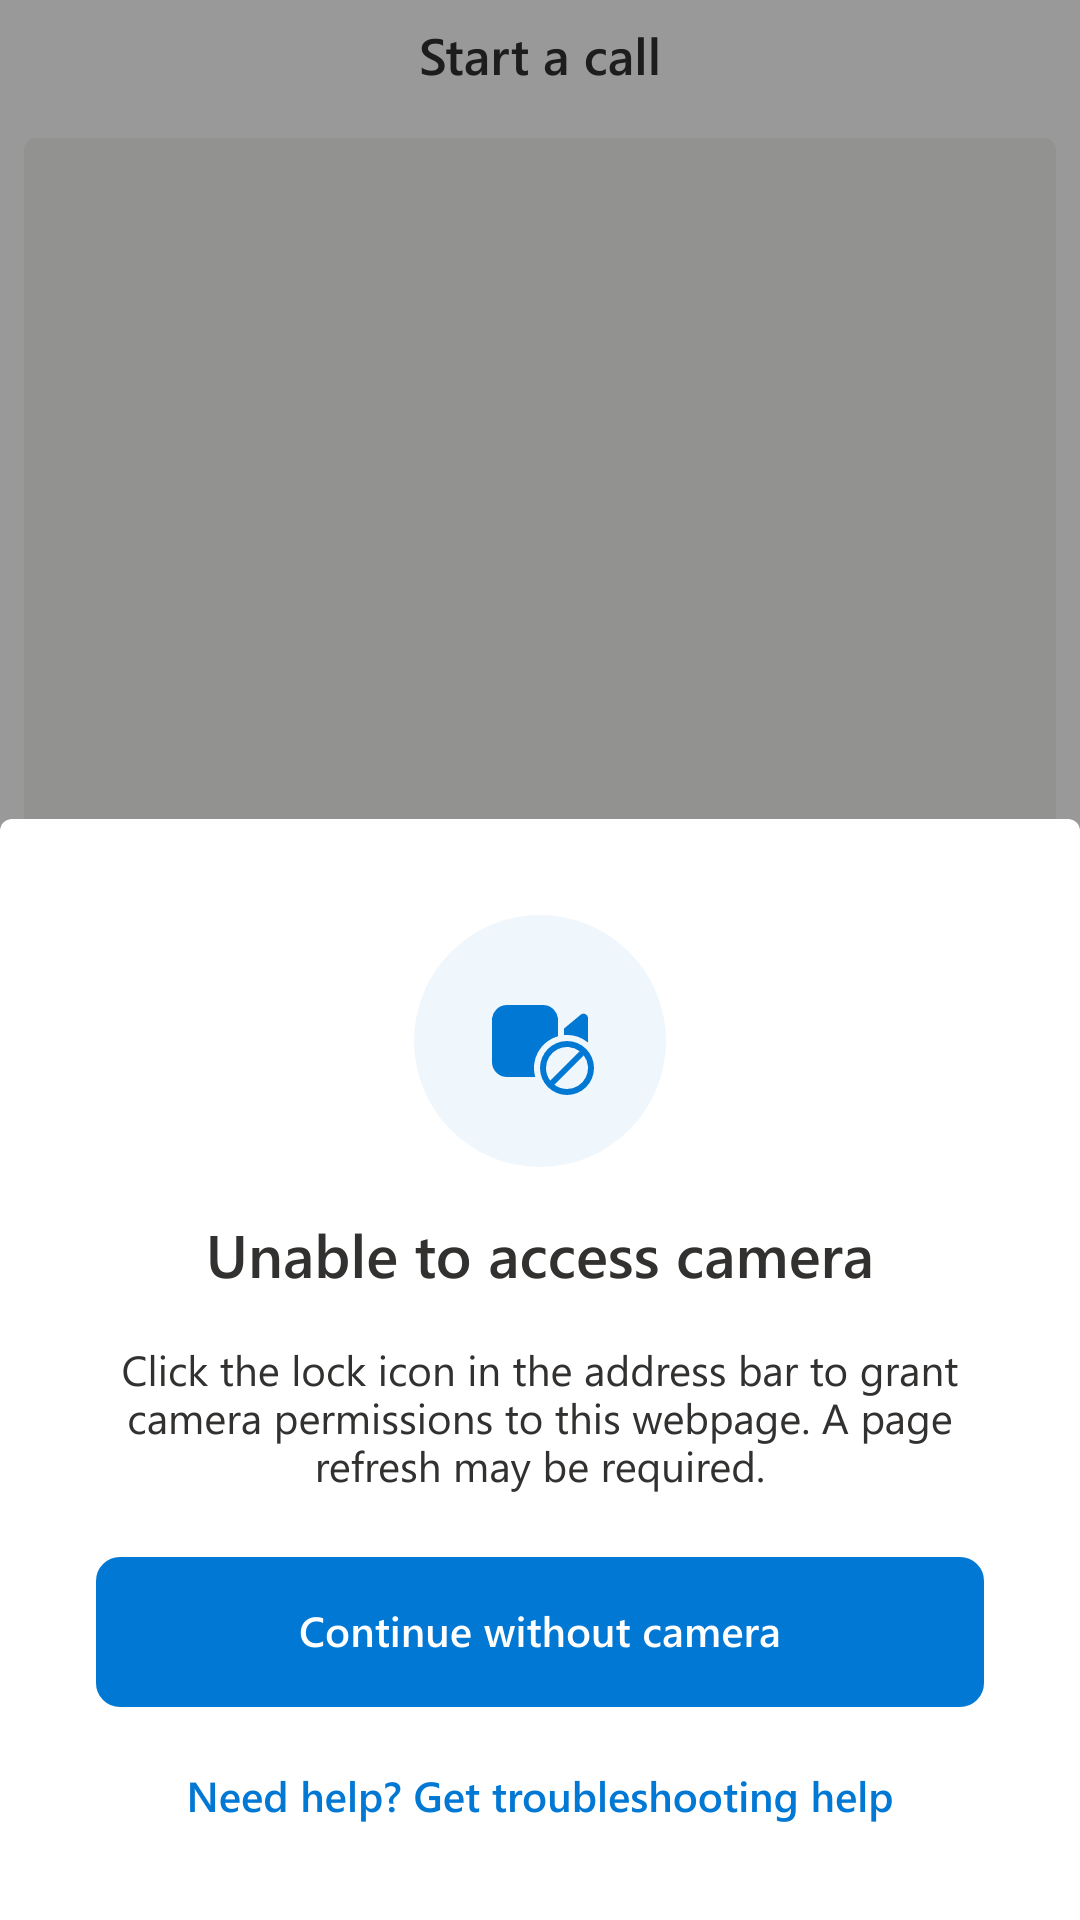 Start a call
Unable to access camera
Click the lock icon in the address bar to grant
camera permissions to this webpage. A page
refresh may be required.
Continue without camera
Need help? Get troubleshooting help